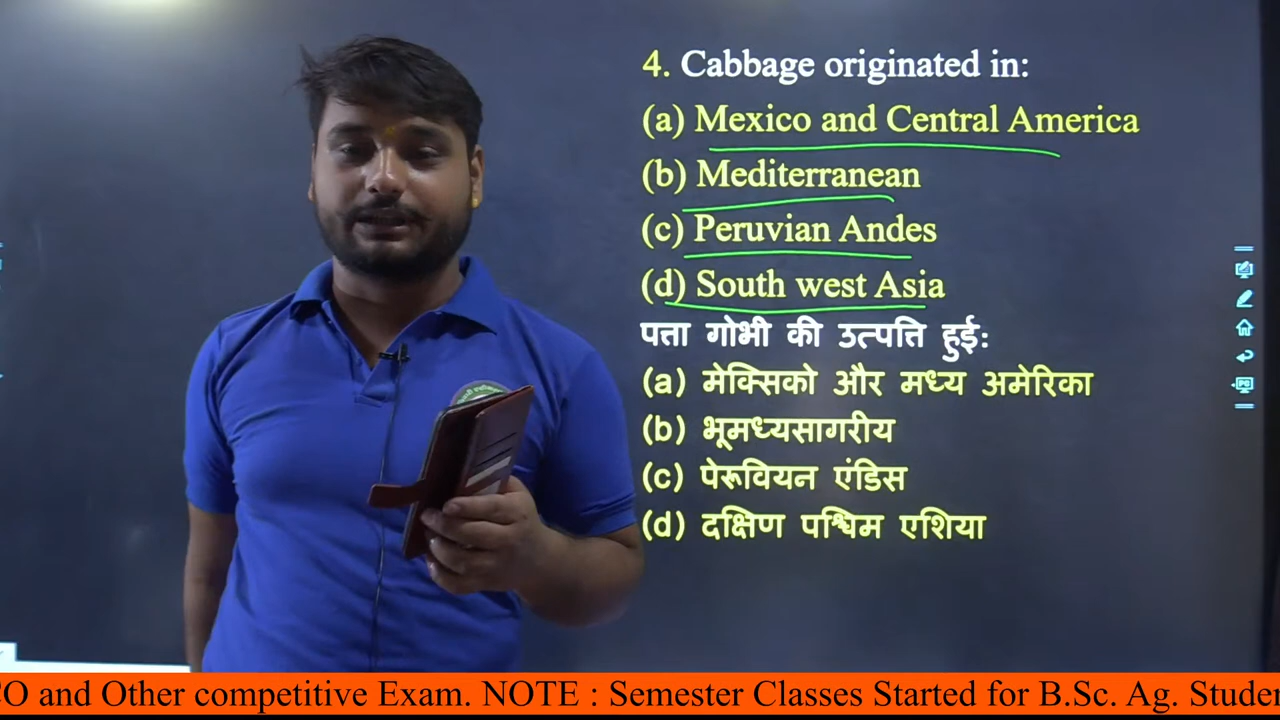 4. Cabbage originated in:
(a) Mexico and Central America
(b) Mediterranean
(c) Peruvian Andes
(d) South west Asia
पत्ता गोभी की उत्पत्ति हुई:
(a) मेक्सिको और मध्य अमेरिका
(b) भूमध्यसागरीय
(c) पेरूवियन एंडिस
(d) दक्षिण पश्चिम एशिया
and Other competitive Exam. NOTE : Semester Classes Started for B.Sc. Ag.